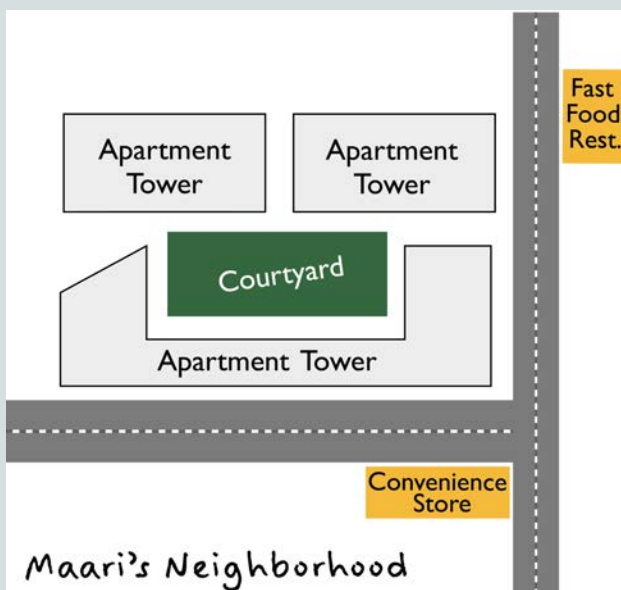 Fast
Food
Rest.
Apartment
Tower
Apartment
Tower
Courtyard
Apartment Tower
Convenience
Store
Maari's Neighborhood